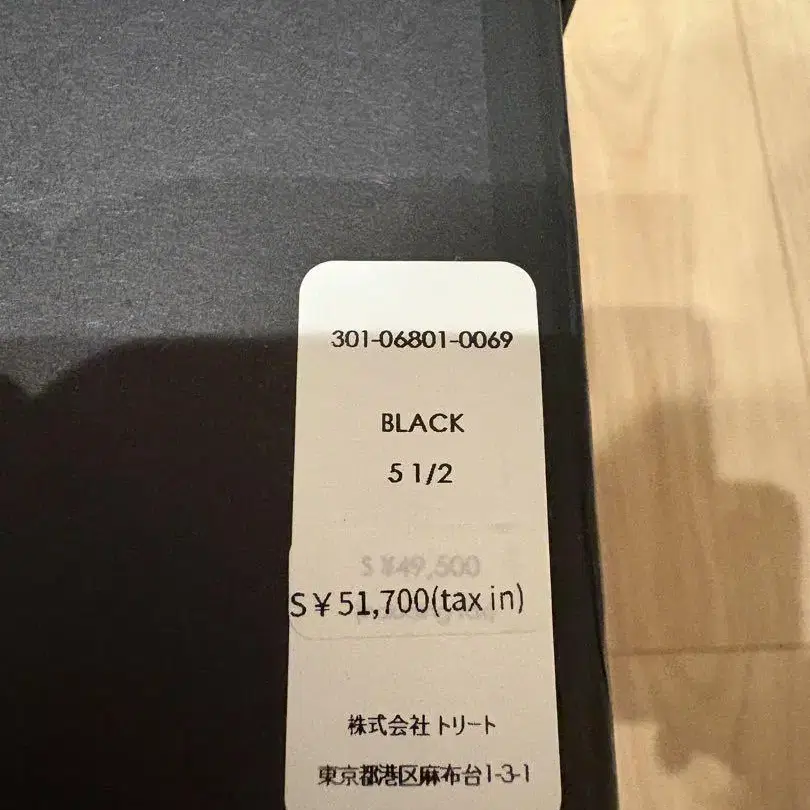 301-06801-0069
BLACK
5 1/2
S ¥49,500
S¥51,700(tax in)
株式会社トリート
東京都港区麻布台1-3-1